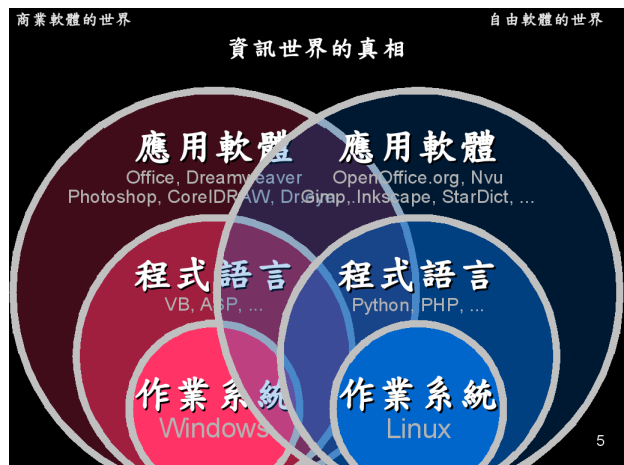 商業軟體的世界
自由軟體的世界
資訊世界的真相
應用軟體
Office, Dreamweaver
Photoshop, CorelDRAW, Dr.eye, ...
應用軟體
OpenOffice.org, Nvu
Gimp, Inkscape, StarDict, ...
程式語言
VB, ASP, ...
程式語言
Python, PHP, ...
作業系統
Windows
作業系統
Linux
5